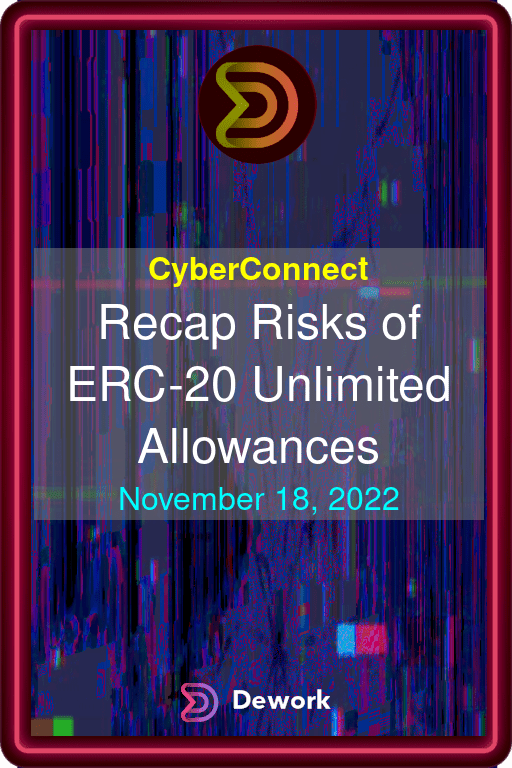 CyberConnect
Recap Risks of
ERC-20 Unlimited
Allowances
November 18, 2022
Dework